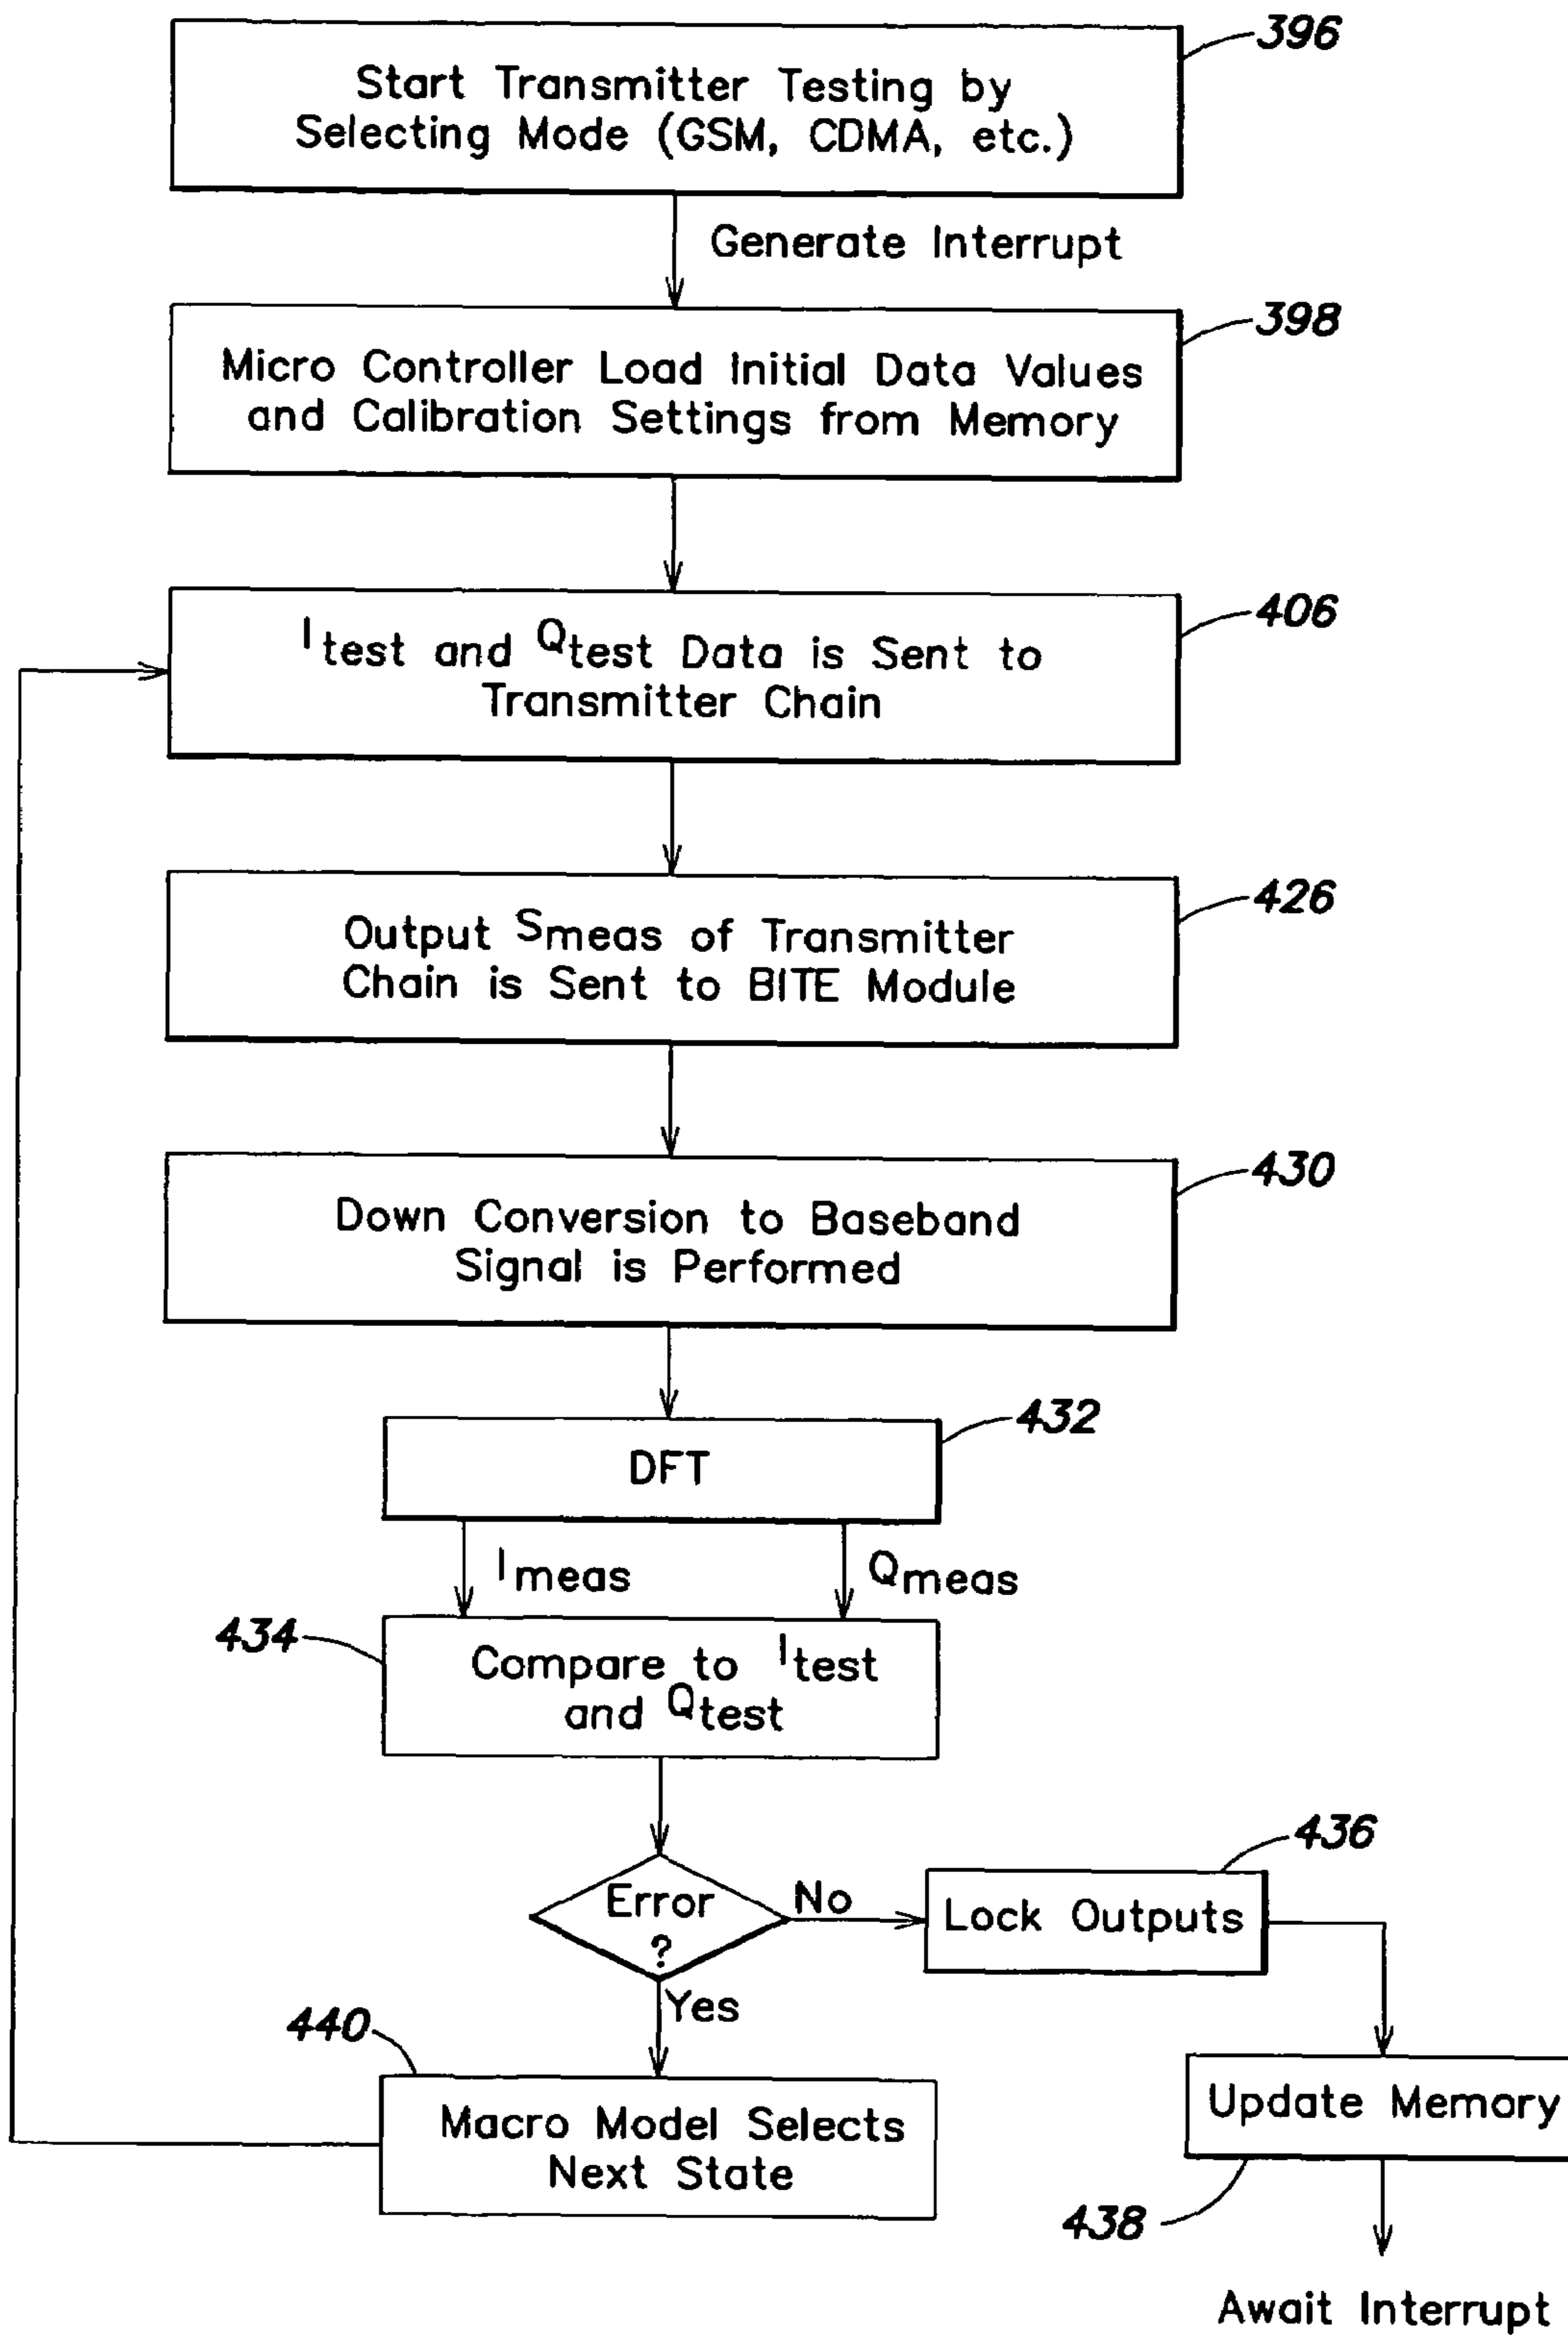 396
Start Transmitter Testing by
Selecting Mode (GSM, CDMA, etc.)
Generate Interrupt
398
Micro Controller Load Initial Data Values
and Calibration Settings from Memory
406
Itest and Qtest Data is Sent to
Transmitter Chain
426
Output Smeas of Transmitter
Chain is Sent to BITE Module
430
Down Conversion to Baseband
Signal is Performed
432
DFT
Imeas
Qmeas
434
Compare to Itest
and Qtest
436
Error
?
No
Lock Outputs
Yes
440
Macro Model Selects
Next State
Update Memory
438
Await Interrupt